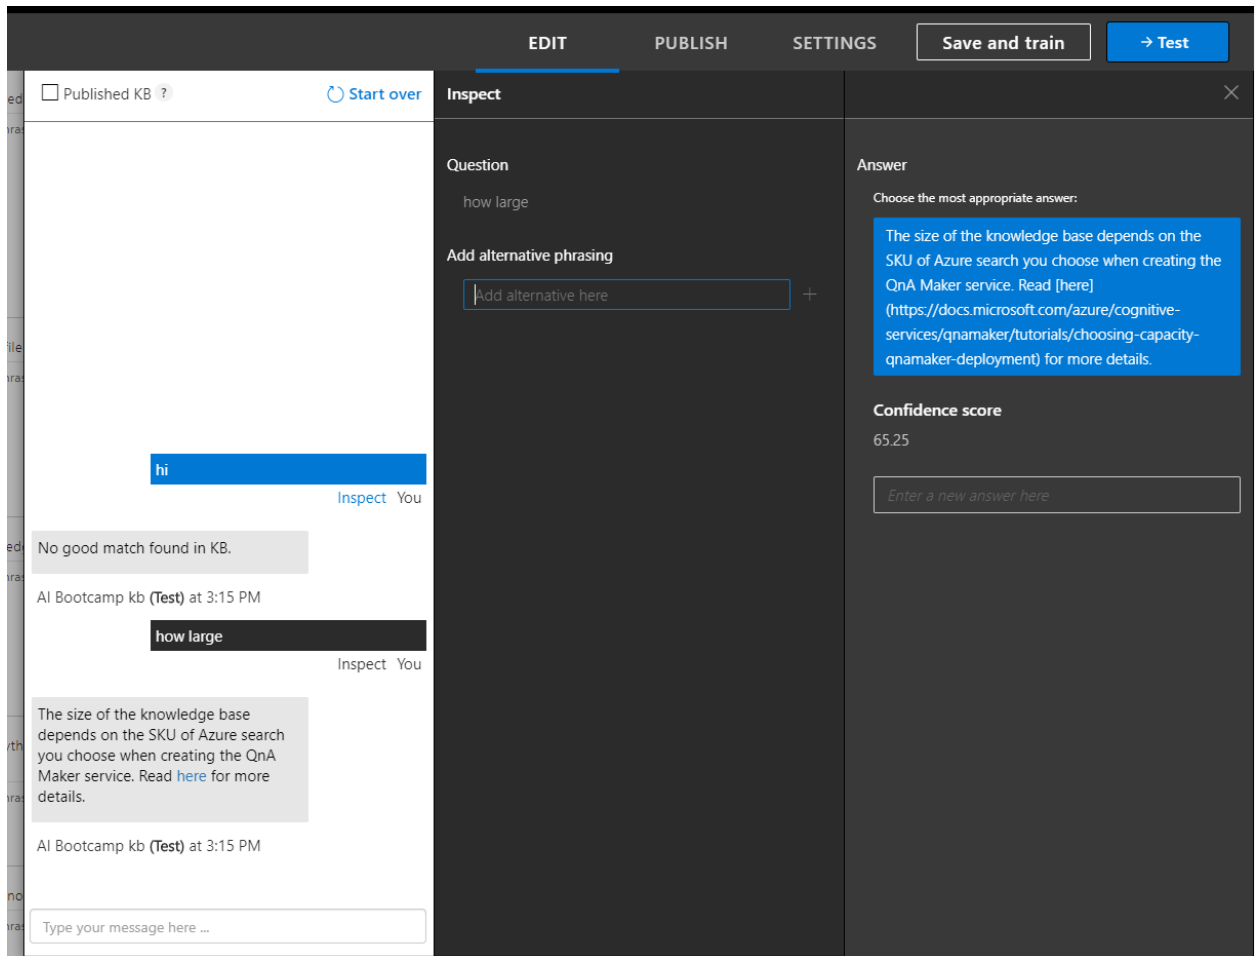 EDIT PUBLISH SETTINGS Save and train → Test
Published KB ? Start over
Inspect
Question
how large
Add alternative phrasing
Add alternative here +
Answer
Choose the most appropriate answer:
The size of the knowledge base depends on the
SKU of Azure search you choose when creating the
QnA Maker service. Read [here]
(https://docs.microsoft.com/azure/cognitive-
services/qnamaker/tutorials/choosing-capacity-
qnamaker-deployment) for more details.
Confidence score
65.25
Enter a new answer here
hi
Inspect You
No good match found in KB.
AI Bootcamp kb (Test) at 3:15 PM
how large
Inspect You
The size of the knowledge base
depends on the SKU of Azure search
you choose when creating the QnA
Maker service. Read here for more
details.
AI Bootcamp kb (Test) at 3:15 PM
Type your message here ...